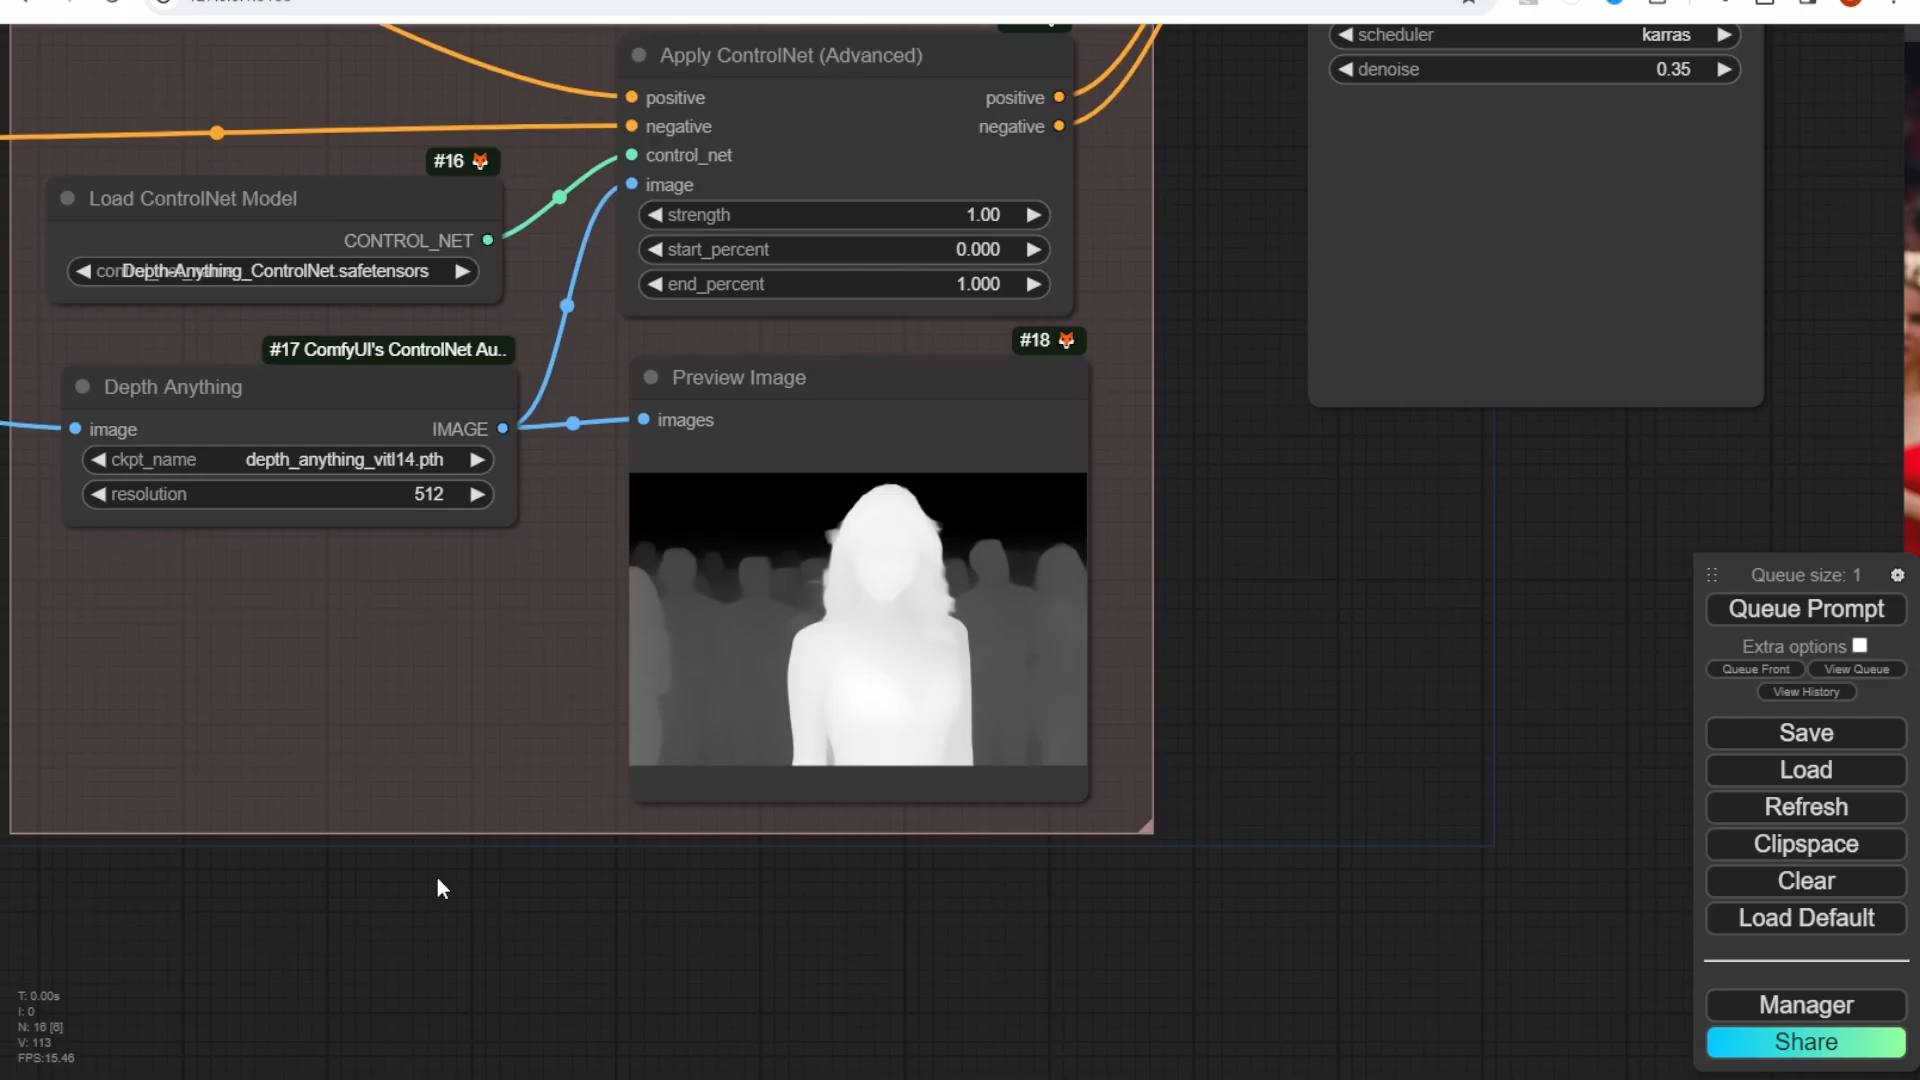 Apply ControlNet (Advanced)
positive
positive
negative
negative
control_net
image
strength 1.00
start_percent 0.000
end_percent 1.000
#16
Load ControlNet Model
CONTROL_NET
Depth-Anything_ControlNet.safetensors
#17 ComfyUI's ControlNet Au..
Depth Anything
image
IMAGE
ckpt_name depth_anything_vitl14.pth
resolution 512
#18
Preview Image
images
scheduler karras
denoise 0.35
Queue size: 1
Queue Prompt
Extra options
Queue Front
View Queue
View History
Save
Load
Refresh
Clipspace
Clear
Load Default
Manager
Share
T: 0.00s
I: 0
N: 16 [6]
V: 113
FPS:15.46